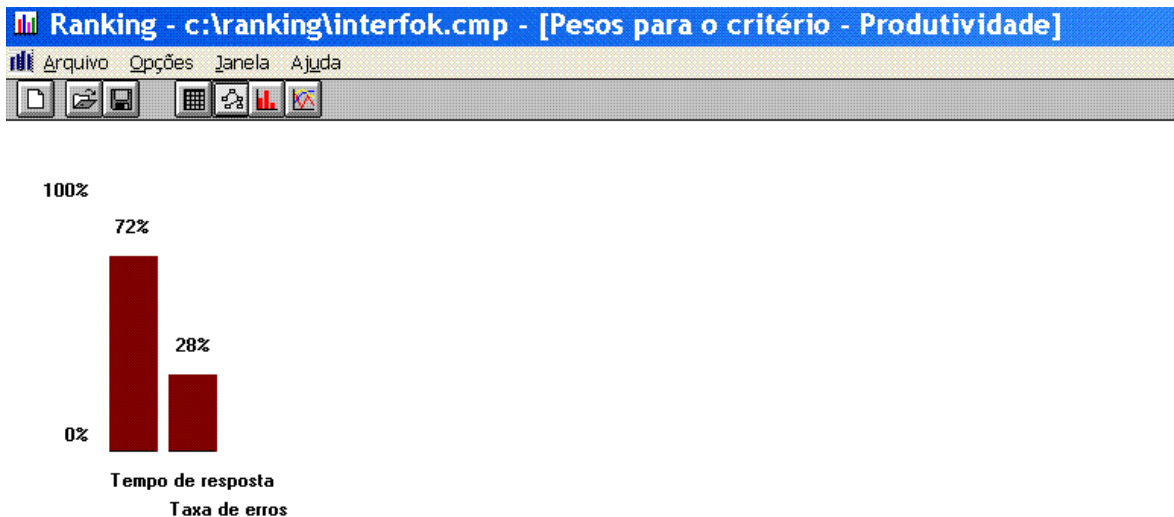 Ranking - c:\ranking\interfok.cmp - [Pesos para o critério - Produtividade]
Arquivo Opções Janela Ajuda
100%
72%
28%
0%
Tempo de resposta
Taxa de erros